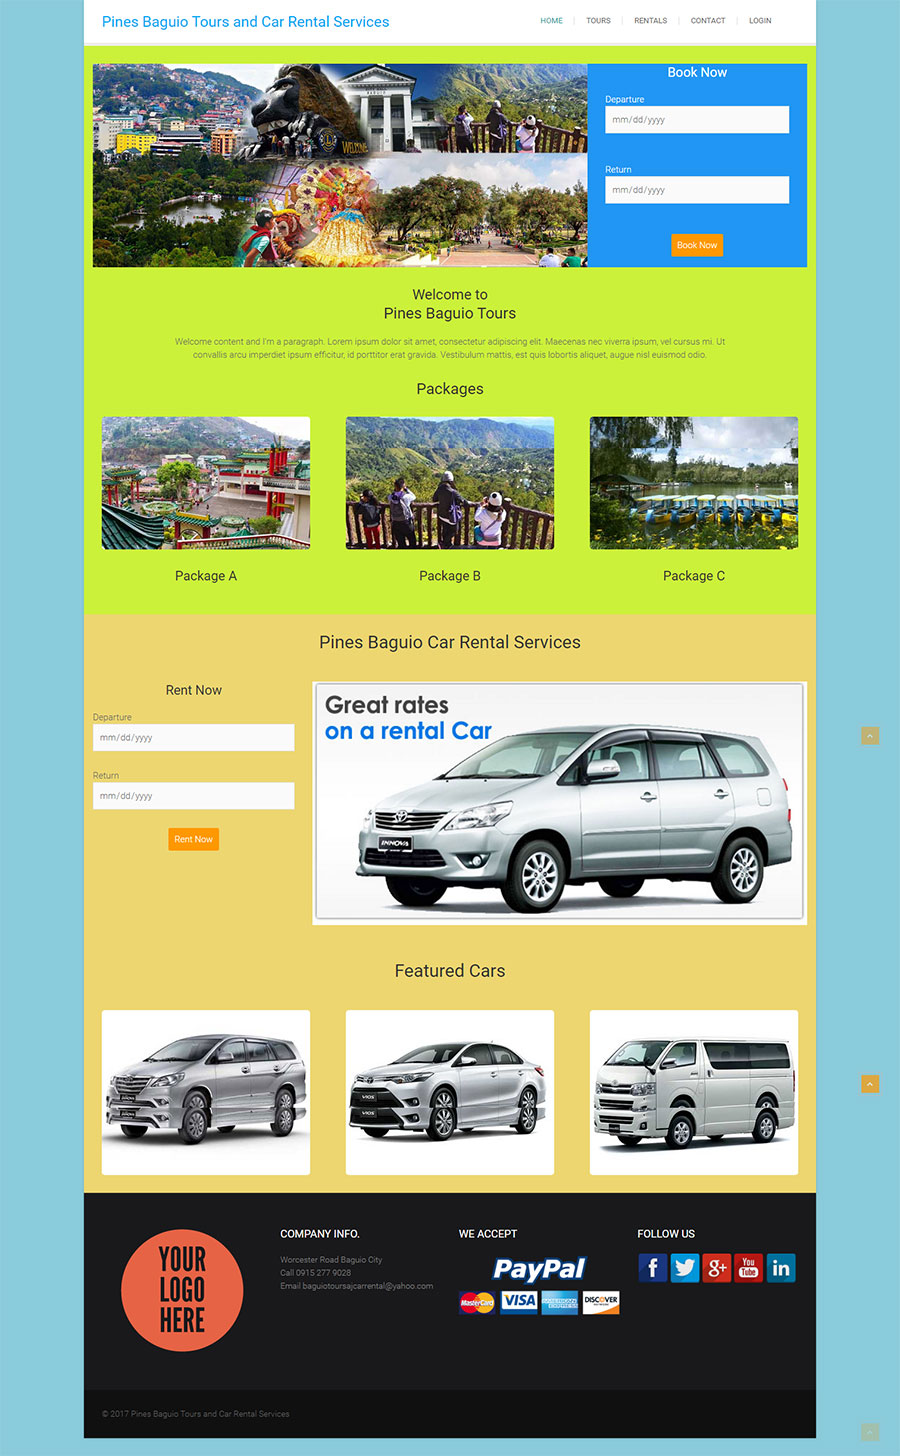 Pines Baguio Tours and Car Rental Services
HOME
TOURS
RENTALS
CONTACT
LOGIN
WELCOME
Book Now
Departure
mm/dd/yyyy
Return
mm/dd/yyyy
Book Now
Welcome to
Pines Baguio Tours
Welcome content and I'm a paragraph. Lorem ipsum dolor sit amet, consectetur adipiscing elit. Maecenas nec viverra ipsum, vel cursus mi. Ut
convallis arcu imperdiet ipsum efficitur, id porttitor erat gravida. Vestibulum mattis, est quis lobortis aliquet, augue nisl euismod odio.
Packages
Package A
Package B
Package C
Pines Baguio Car Rental Services
Rent Now
Departure
mm/dd/yyyy
Return
mm/dd/yyyy
Rent Now
Great rates
on a rental Car
INNOVA
Featured Cars
INNOVA
INNOVA
VIOS
VIOS
YOUR
LOGO
HERE
COMPANY INFO.
Worcester Road Baguio City
Call 0915 277 9028
Email baguiotoursajcarrental@yahoo.com
WE ACCEPT
PayPal
MasterCard
VISA
AMERICAN EXPRESS
DISCOVER
FOLLOW US
f
g+
You
Tube
in
© 2017 Pines Baguio Tours and Car Rental Services